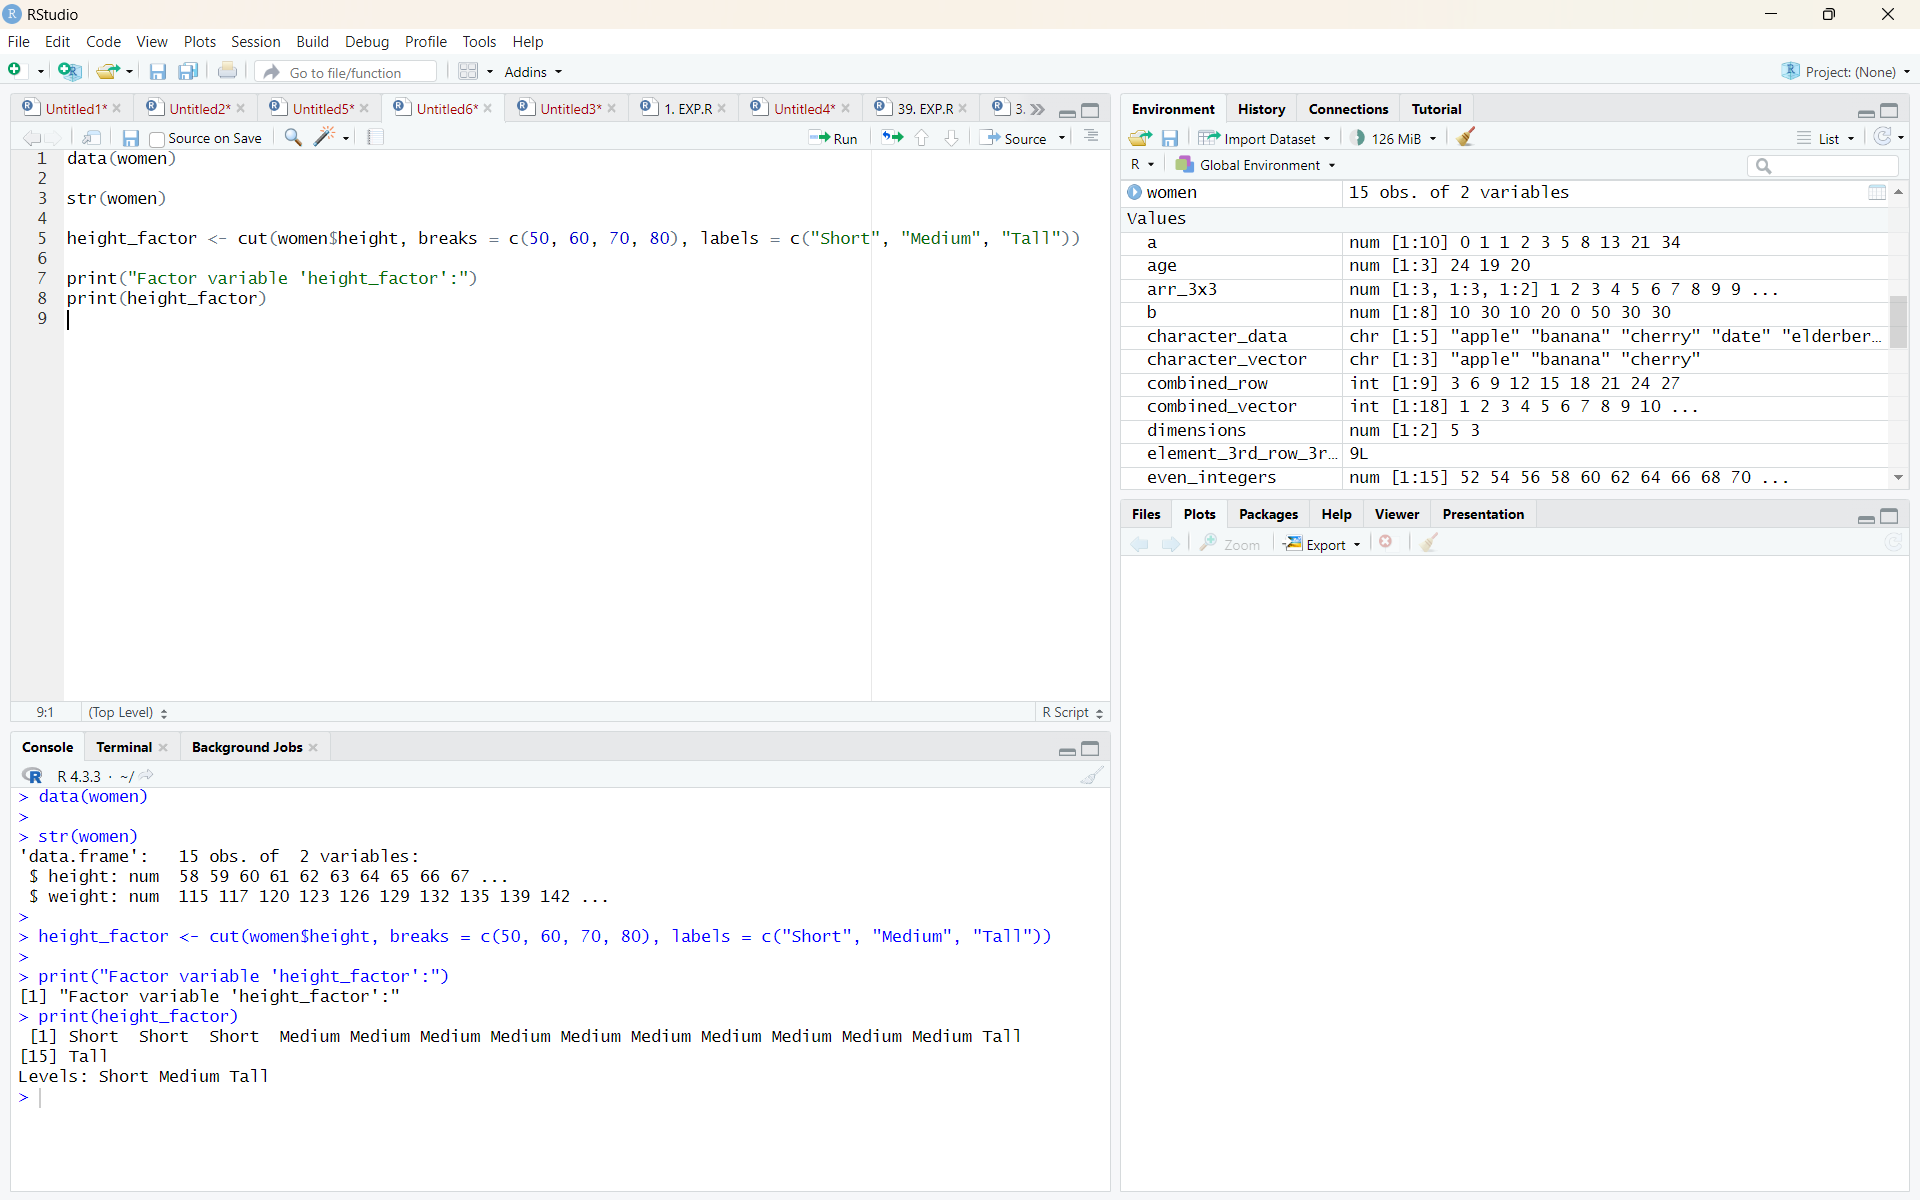 RStudio
File Edit Code View Plots Session Build Debug Profile Tools Help
Go to file/function Addins Project: (None)
Untitled1* Untitled2* Untitled5* Untitled6* Untitled3* 1. EXP.R Untitled4* 39. EXP.R 3.
Source on Save Run Source
1 data(women)
2
3 str(women)
4
5 height_factor <- cut(women$height, breaks = c(50, 60, 70, 80), labels = c("Short", "Medium", "Tall"))
6
7 print("Factor variable 'height_factor':")
8 print(height_factor)
9
9:1 (Top Level) R Script
Console Terminal Background Jobs
R R 4.3.3 · ~/
> data(women)
>
> str(women)
'data.frame':   15 obs. of  2 variables:
 $ height: num  58 59 60 61 62 63 64 65 66 67 ...
 $ weight: num  115 117 120 123 126 129 132 135 139 142 ...
>
> height_factor <- cut(women$height, breaks = c(50, 60, 70, 80), labels = c("Short", "Medium", "Tall"))
>
> print("Factor variable 'height_factor':")
[1] "Factor variable 'height_factor':"
> print(height_factor)
 [1] Short  Short  Short  Medium Medium Medium Medium Medium Medium Medium Medium Medium Medium Tall
[15] Tall
Levels: Short Medium Tall
>
Environment History Connections Tutorial
Import Dataset 126 MiB List
R Global Environment
women 15 obs. of 2 variables
Values
a num [1:10] 0 1 1 2 3 5 8 13 21 34
age num [1:3] 24 19 20
arr_3x3 num [1:3, 1:3, 1:2] 1 2 3 4 5 6 7 8 9 9 ...
b num [1:8] 10 30 10 20 0 50 30 30
character_data chr [1:5] "apple" "banana" "cherry" "date" "elderber...
character_vector chr [1:3] "apple" "banana" "cherry"
combined_row int [1:9] 3 6 9 12 15 18 21 24 27
combined_vector int [1:18] 1 2 3 4 5 6 7 8 9 10 ...
dimensions num [1:2] 5 3
element_3rd_row_3r... 9L
even_integers num [1:15] 52 54 56 58 60 62 64 66 68 70 ...
Files Plots Packages Help Viewer Presentation
Zoom Export